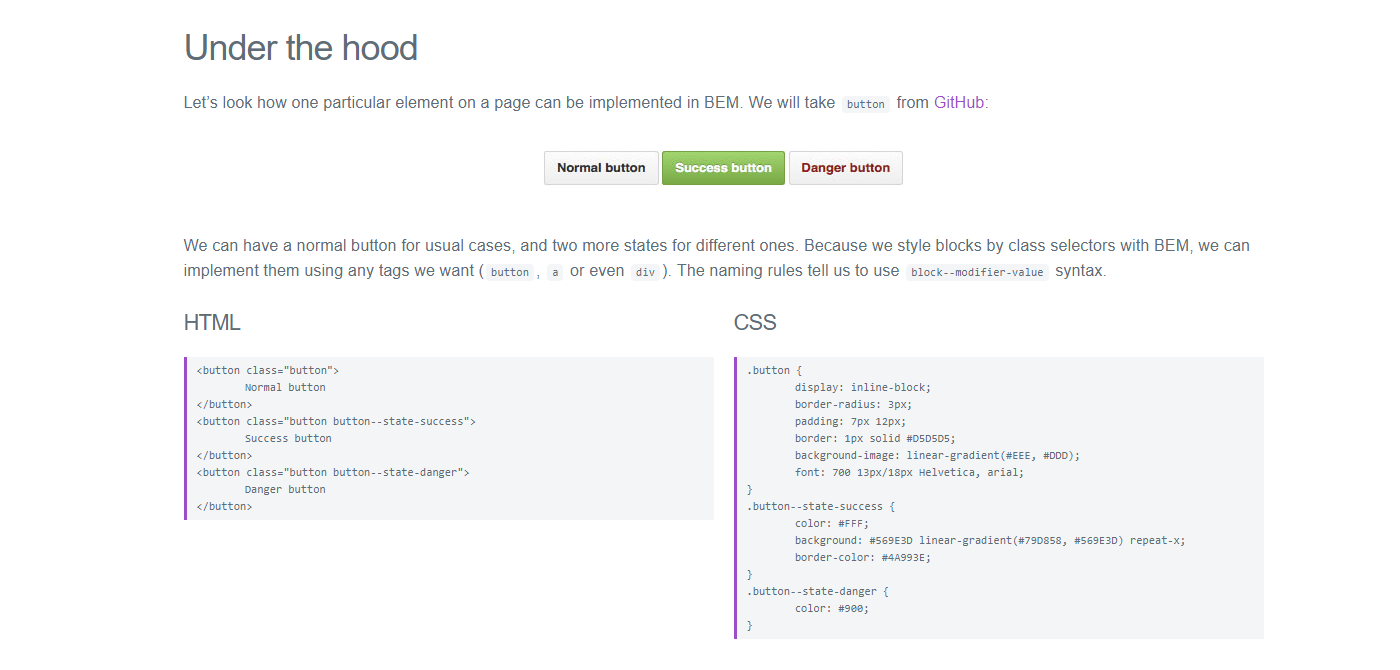 Under the hood
Let’s look how one particular element on a page can be implemented in BEM. We will take button from GitHub:
Normal button Success button Danger button
We can have a normal button for usual cases, and two more states for different ones. Because we style blocks by class selectors with BEM, we can
implement them using any tags we want ( button , a or even div ). The naming rules tell us to use block--modifier-value syntax.
HTML
<button class="button">
Normal button
</button>
<button class="button button--state-success">
Success button
</button>
<button class="button button--state-danger">
Danger button
</button>
CSS
.button {
display: inline-block;
border-radius: 3px;
padding: 7px 12px;
border: 1px solid #D5D5D5;
background-image: linear-gradient(#EEE, #DDD);
font: 700 13px/18px Helvetica, arial;
}
.button--state-success {
color: #FFF;
background: #569E3D linear-gradient(#79D858, #569E3D) repeat-x;
border-color: #4A993E;
}
.button--state-danger {
color: #900;
}